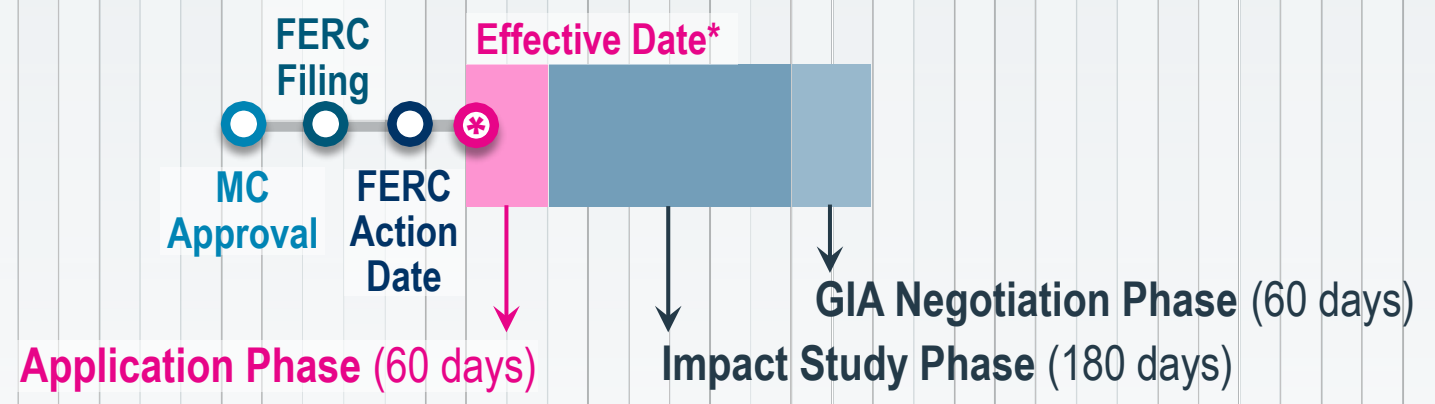 FERC
Filing
Effective Date*
*
MC
Approval
FERC
Action
Date
GIA Negotiation Phase (60 days)
Application Phase (60 days)
Impact Study Phase (180 days)